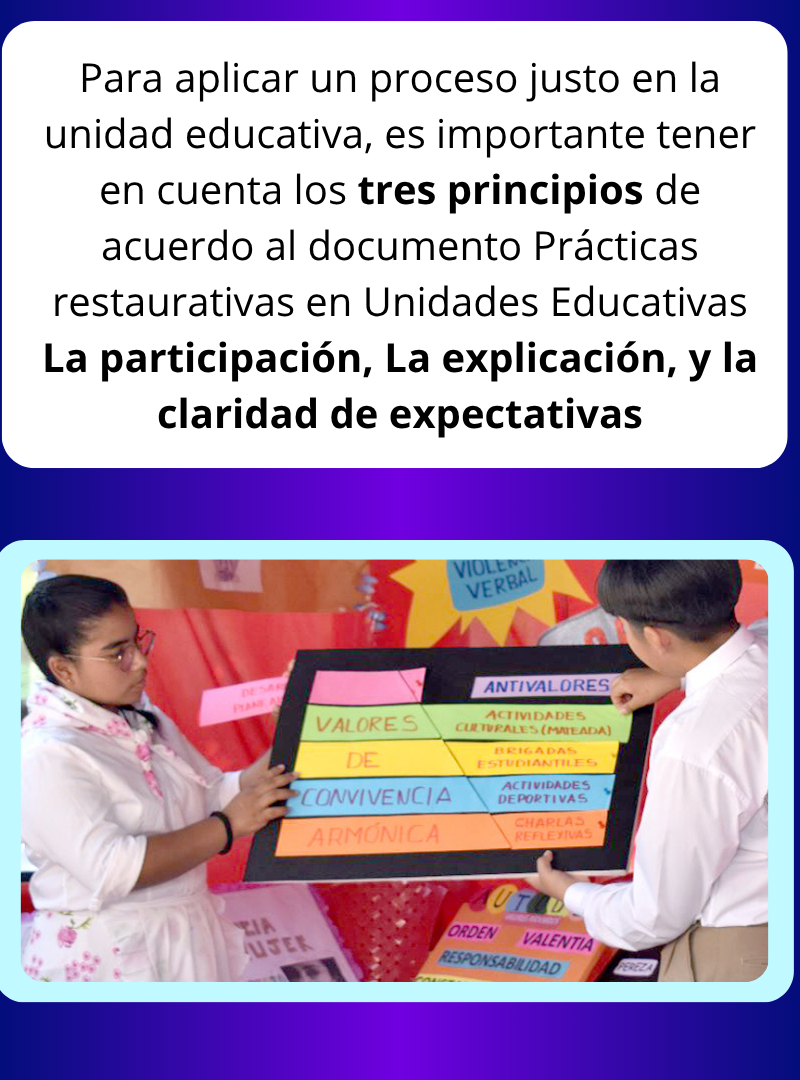 Para aplicar un proceso justo en la
unidad educativa, es importante tener
en cuenta los tres principios de
acuerdo al documento Prácticas
restaurativas en Unidades Educativas
La participación, La explicación, y la
claridad de expectativas
VIOLENCIA
VERBAL
ANTIVALORES
VALORES
ACTIVIDADES
CULTURALES (MATEADA)
DE
BRIGADAS
ESTUDIANTILES
CONVIVENCIA
ACTIVIDADES
DEPORTIVAS
ARMÓNICA
CHARLAS
REFLEXIVAS
ORDEN
VALENTIA
RESPONSABILIDAD
PEREZA